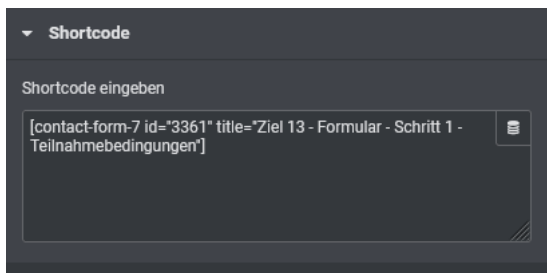 Shortcode
Shortcode eingeben
[contact-form-7 id="3361" title="Ziel 13 - Formular - Schritt 1 -
Teilnahmebedingungen"]